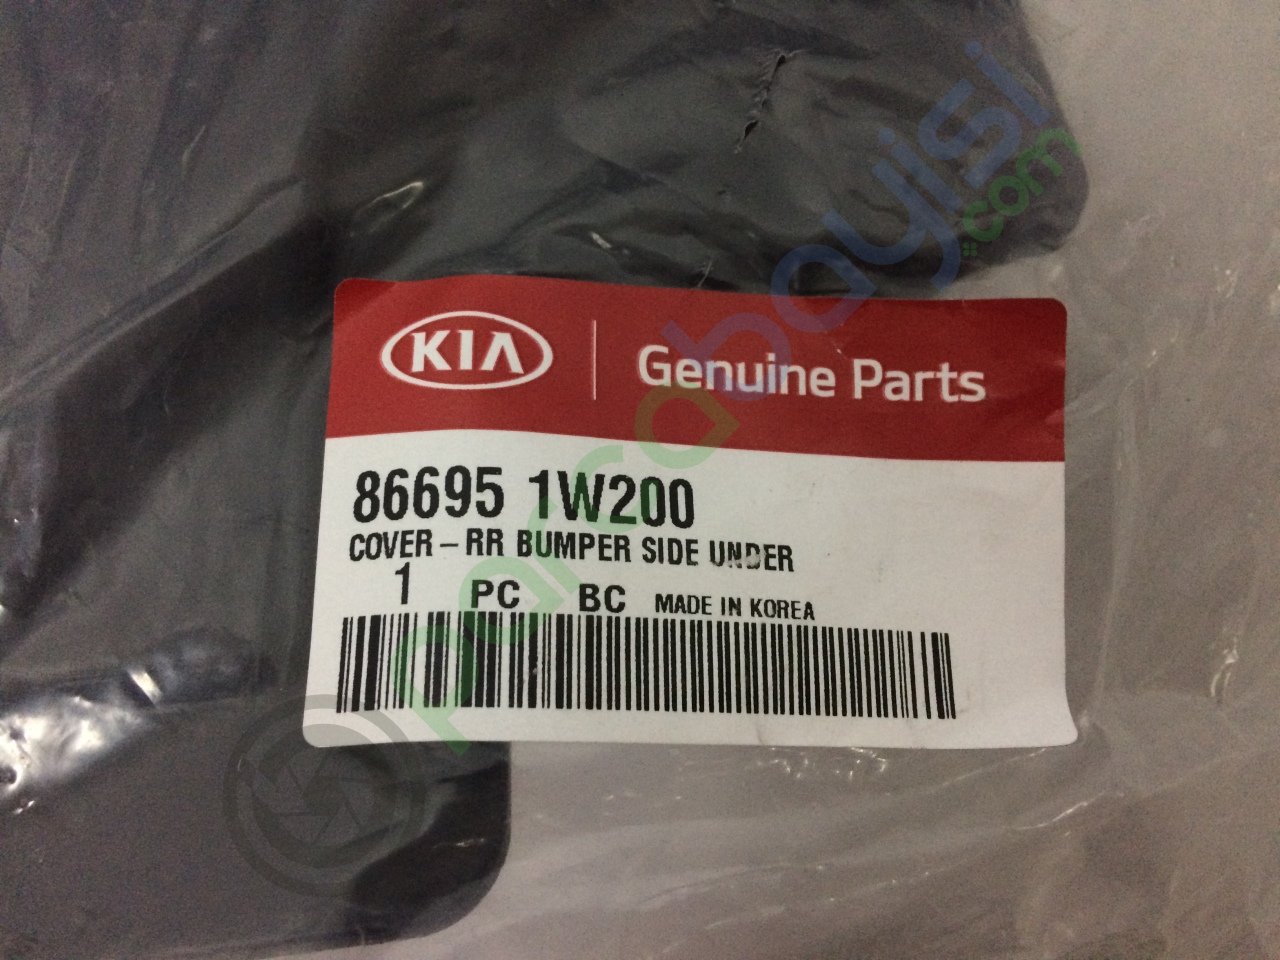 KIA Genuine Parts
86695 1W200
COVER-RR BUMPER SIDE UNDER
1 PC BC MADE IN KOREA
parcabayisi.com